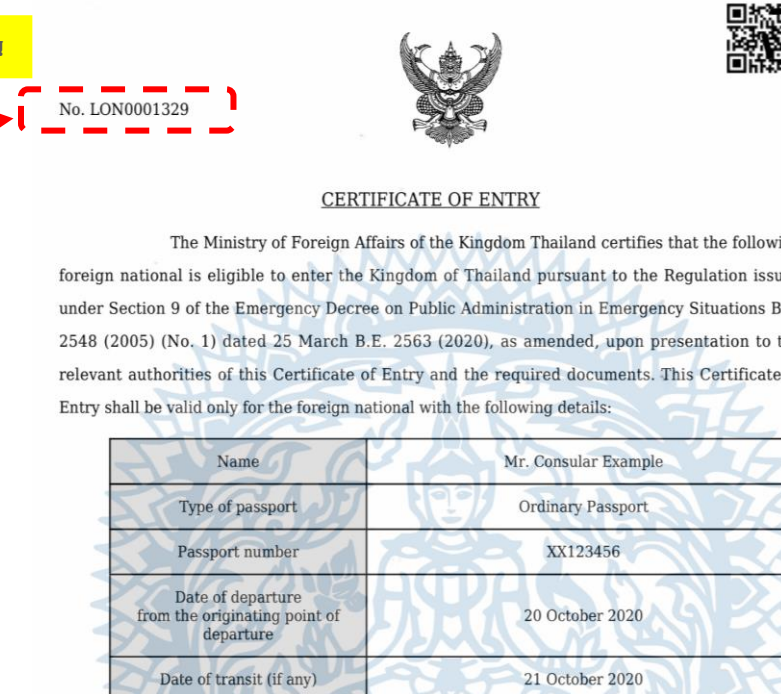 No. LON0001329
CERTIFICATE OF ENTRY
The Ministry of Foreign Affairs of the Kingdom Thailand certifies that the
foreign national is eligible to enter the Kingdom of Thailand pursuant to the Regulation
under Section 9 of the Emergency Decree on Public Administration in Emergency Situations
2548 (2005) (No. 1) dated 25 March B.E. 2563 (2020), as amended, upon presentation to
relevant authorities of this Certificate of Entry and the required documents. This Certificate
Entry shall be valid only for the foreign national with the following details:
Name
Mr. Consular Example
Type of passport
Ordinary Passport
Passport number
XX123456
Date of departure
from the originating point of
departure
20 October 2020
Date of transit (if any)
21 October 2020